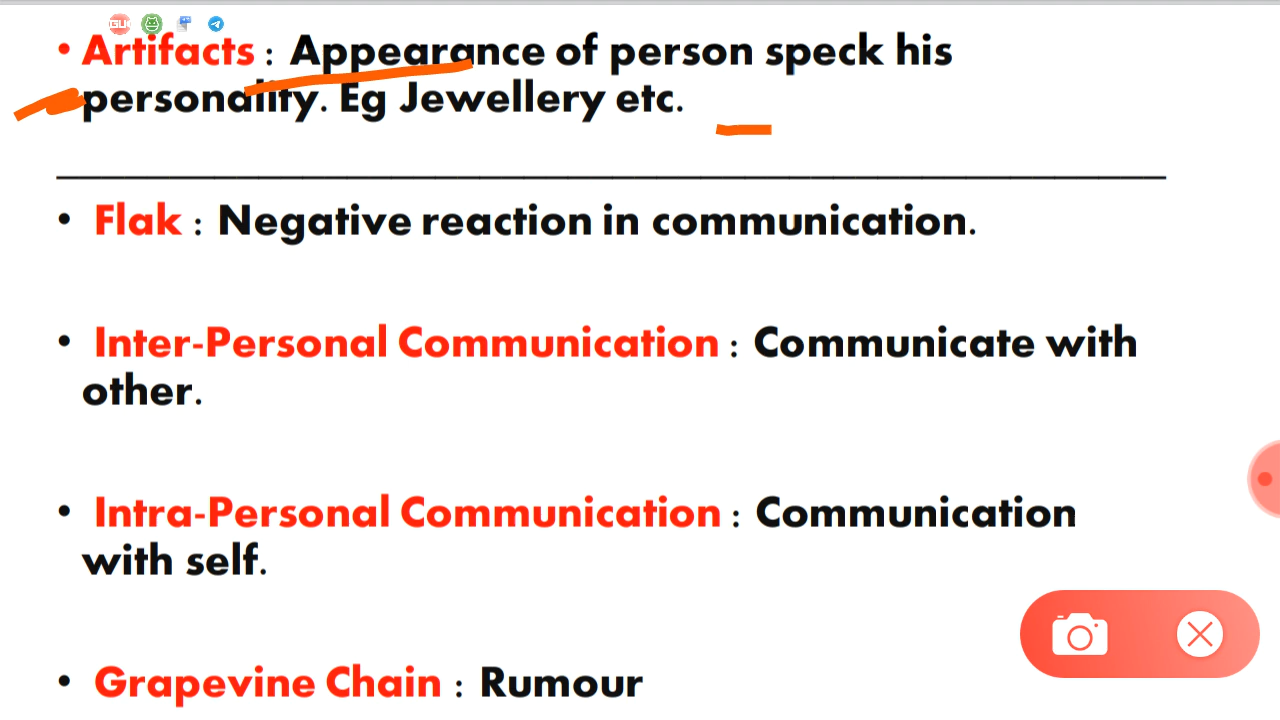 • Artifacts : Appearance of person speck his
personality. Eg Jewellery etc.
• Flak : Negative reaction in communication.
• Inter-Personal Communication : Communicate with
other.
• Intra-Personal Communication : Communication
with self.
• Grapevine Chain : Rumour